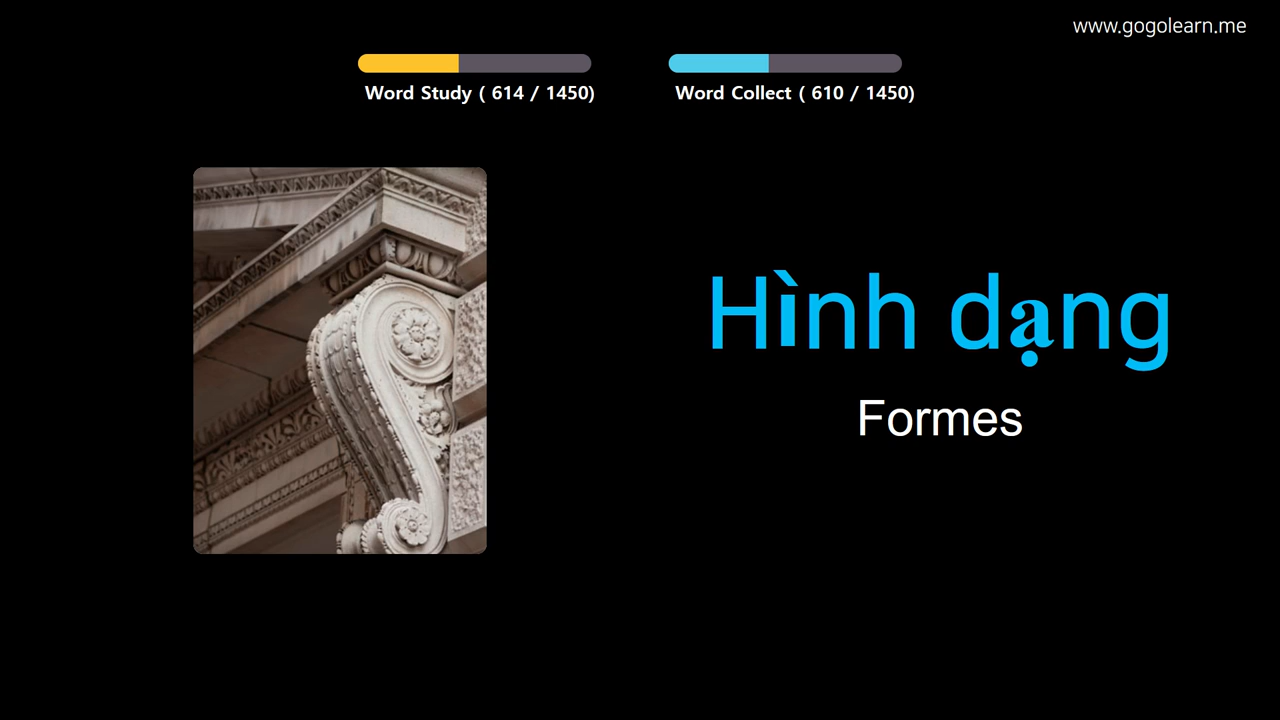 www.gogolearn.me
Word Study ( 614 / 1450)
Word Collect ( 610 / 1450)
Hình dạng
Formes